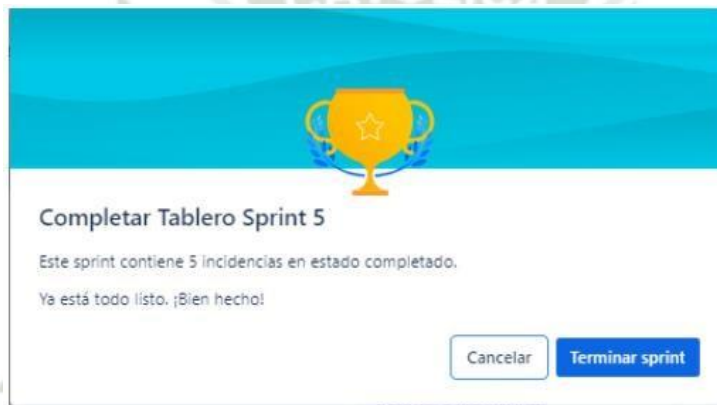 Completar Tablero Sprint 5
Este sprint contiene 5 incidencias en estado completado.
Ya está todo listo. ¡Bien hecho!
Cancelar
Terminar sprint